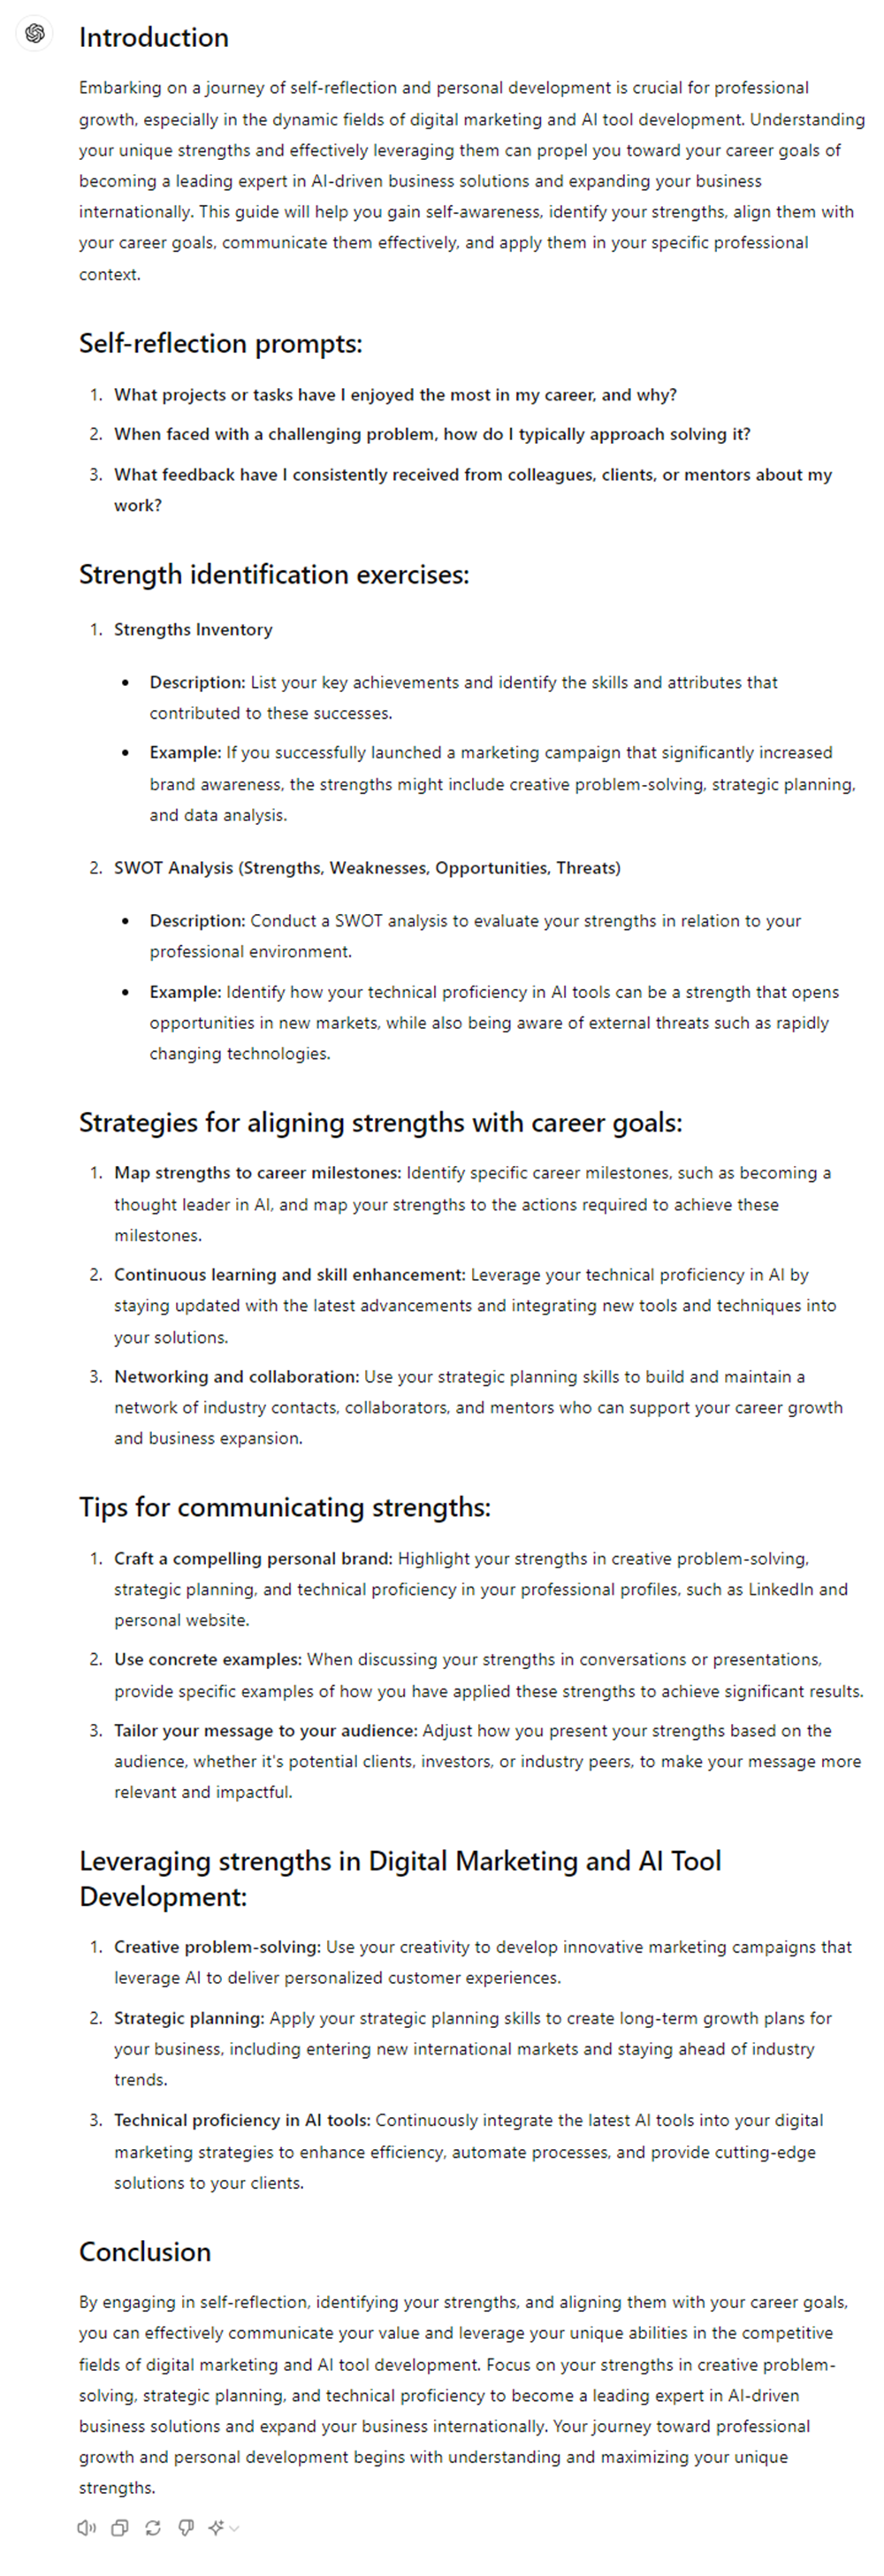 Introduction
Embarking on a journey of self-reflection and personal development is crucial for professional
growth, especially in the dynamic fields of digital marketing and AI tool development. Understanding
your unique strengths and effectively leveraging them can propel you toward your career goals of
becoming a leading expert in AI-driven business solutions and expanding your business
internationally. This guide will help you gain self-awareness, identify your strengths, align them with
your career goals, communicate them effectively, and apply them in your specific professional
context.
Self-reflection prompts:
1. What projects or tasks have I enjoyed the most in my career, and why?
2. When faced with a challenging problem, how do I typically approach solving it?
3. What feedback have I consistently received from colleagues, clients, or mentors about my
work?
Strength identification exercises:
1. Strengths Inventory
• Description: List your key achievements and identify the skills and attributes that
contributed to these successes.
• Example: If you successfully launched a marketing campaign that significantly increased
brand awareness, the strengths might include creative problem-solving, strategic planning,
and data analysis.
2. SWOT Analysis (Strengths, Weaknesses, Opportunities, Threats)
• Description: Conduct a SWOT analysis to evaluate your strengths in relation to your
professional environment.
• Example: Identify how your technical proficiency in AI tools can be a strength that opens
opportunities in new markets, while also being aware of external threats such as rapidly
changing technologies.
Strategies for aligning strengths with career goals:
1. Map strengths to career milestones: Identify specific career milestones, such as becoming a
thought leader in AI, and map your strengths to the actions required to achieve these
milestones.
2. Continuous learning and skill enhancement: Leverage your technical proficiency in AI by
staying updated with the latest advancements and integrating new tools and techniques into
your solutions.
3. Networking and collaboration: Use your strategic planning skills to build and maintain a
network of industry contacts, collaborators, and mentors who can support your career growth
and business expansion.
Tips for communicating strengths:
1. Craft a compelling personal brand: Highlight your strengths in creative problem-solving,
strategic planning, and technical proficiency in your professional profiles, such as LinkedIn and
personal website.
2. Use concrete examples: When discussing your strengths in conversations or presentations,
provide specific examples of how you have applied these strengths to achieve significant results.
3. Tailor your message to your audience: Adjust how you present your strengths based on the
audience, whether it's potential clients, investors, or industry peers, to make your message more
relevant and impactful.
Leveraging strengths in Digital Marketing and AI Tool
Development:
1. Creative problem-solving: Use your creativity to develop innovative marketing campaigns that
leverage AI to deliver personalized customer experiences.
2. Strategic planning: Apply your strategic planning skills to create long-term growth plans for
your business, including entering new international markets and staying ahead of industry
trends.
3. Technical proficiency in AI tools: Continuously integrate the latest AI tools into your digital
marketing strategies to enhance efficiency, automate processes, and provide cutting-edge
solutions to your clients.
Conclusion
By engaging in self-reflection, identifying your strengths, and aligning them with your career goals,
you can effectively communicate your value and leverage your unique abilities in the competitive
fields of digital marketing and AI tool development. Focus on your strengths in creative problem-
solving, strategic planning, and technical proficiency to become a leading expert in AI-driven
business solutions and expand your business internationally. Your journey toward professional
growth and personal development begins with understanding and maximizing your unique
strengths.